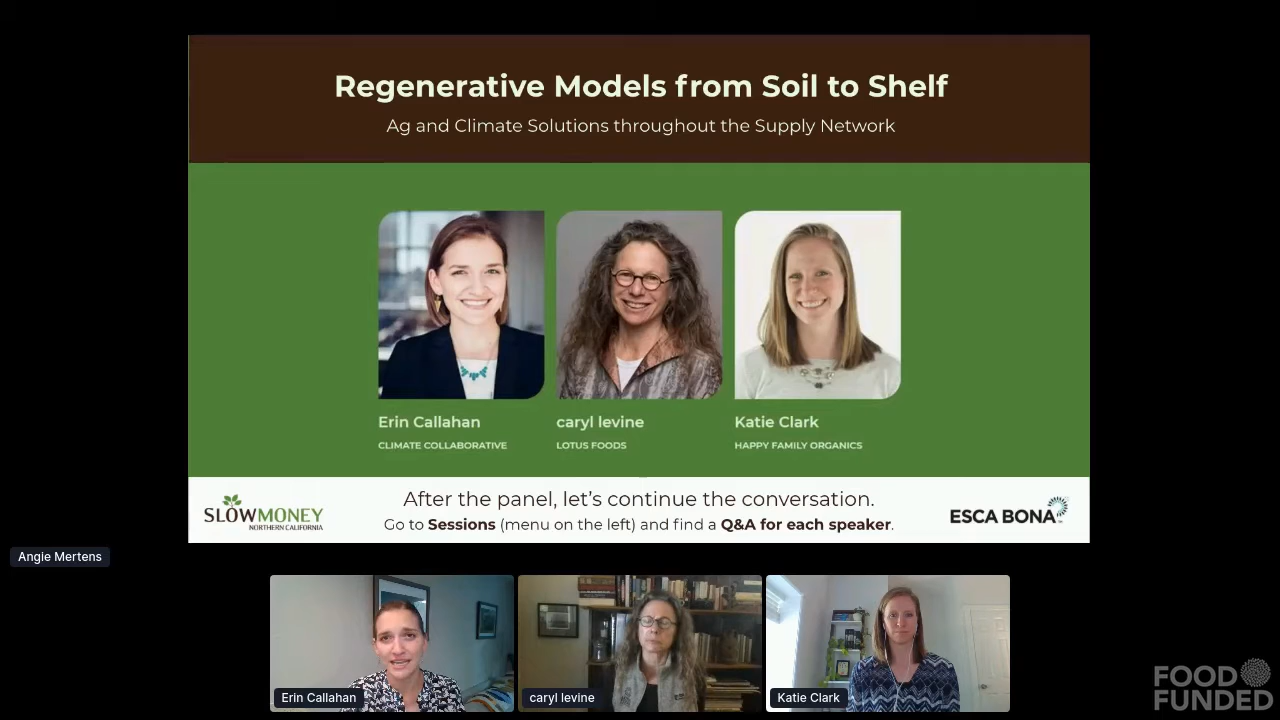 Regenerative Models from Soil to Shelf
Ag and Climate Solutions throughout the Supply Network
Erin Callahan
CLIMATE COLLABORATIVE
caryl levine
LOTUS FOODS
Katie Clark
HAPPY FAMILY ORGANICS
SLOWMONEY
NORTHERN CALIFORNIA
After the panel, let's continue the conversation.
Go to Sessions (menu on the left) and find a Q&A for each speaker.
ESCA BONA
Angie Mertens
Erin Callahan
caryl levine
Katie Clark
FOOD
FUNDED